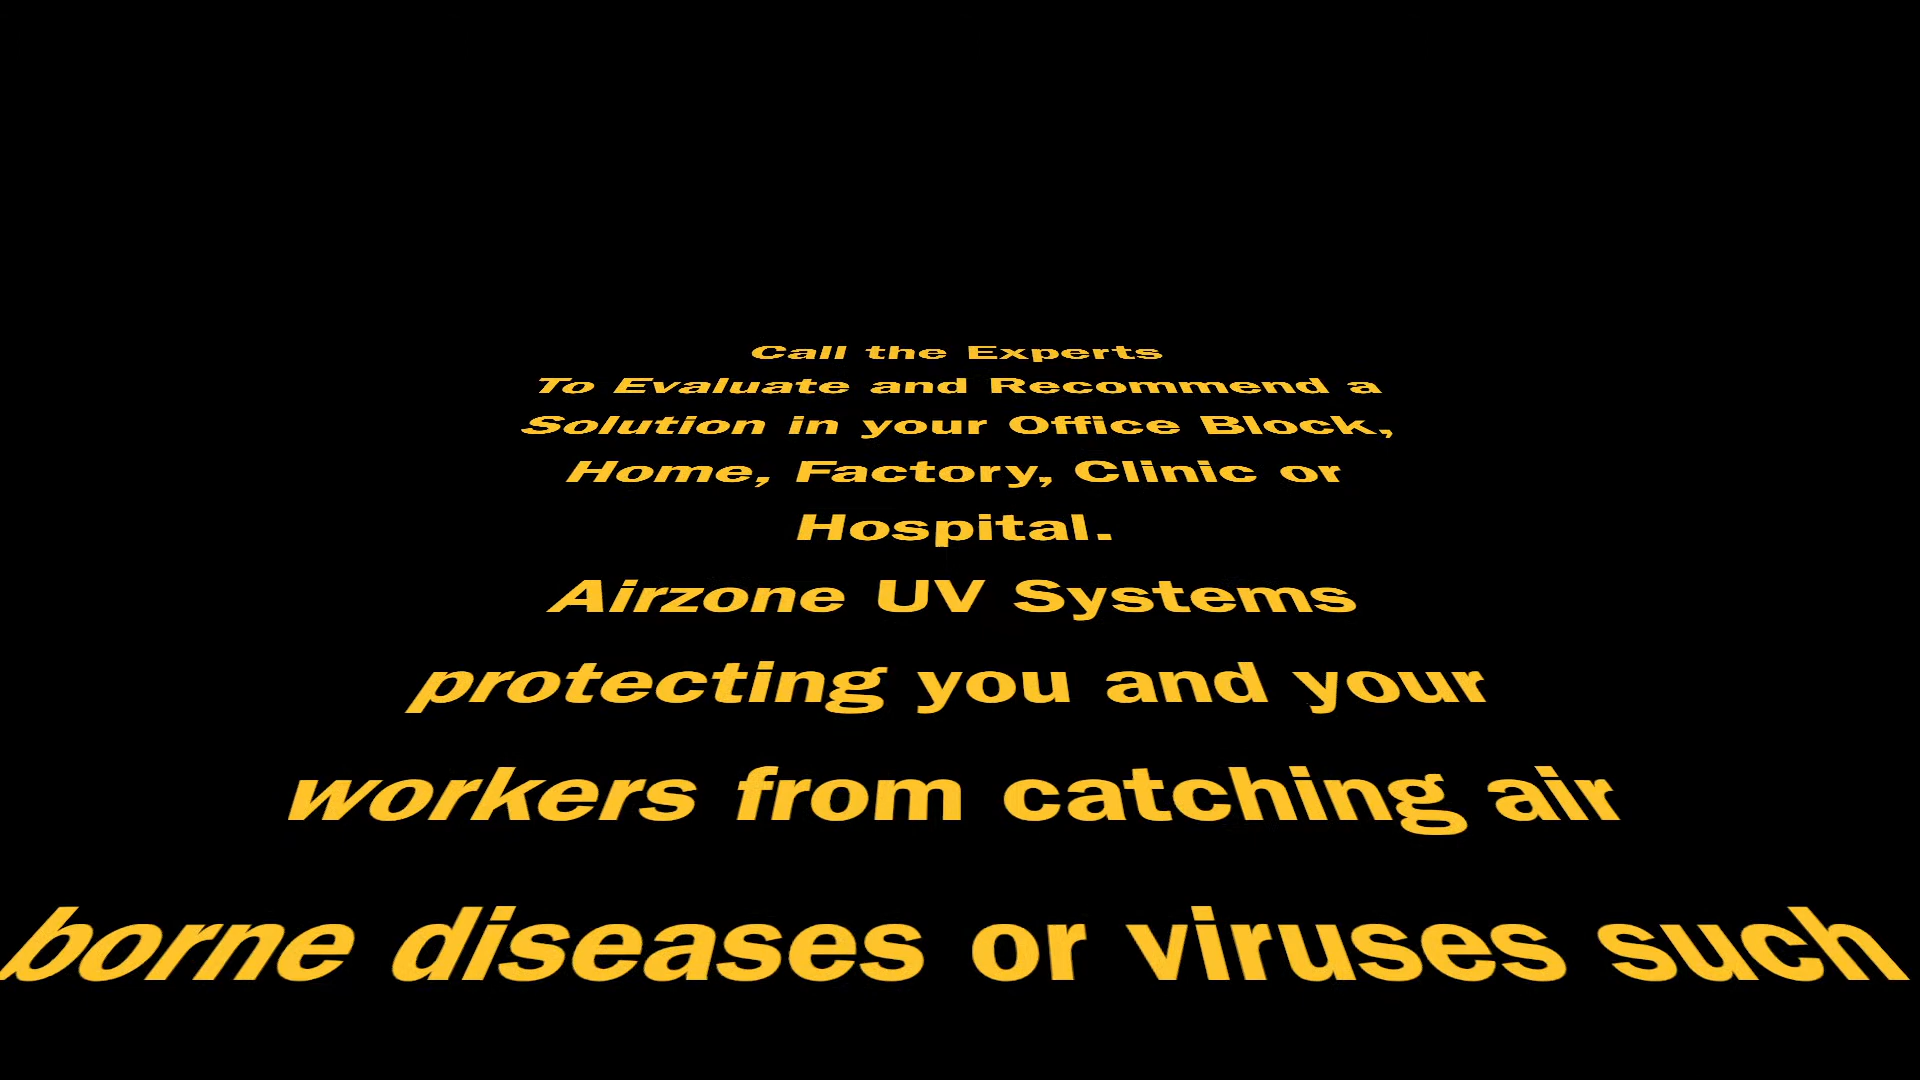 Call the Experts
To Evaluate and Recommend a
Solution in your Office Block,
Home, Factory, Clinic or
Hospital.
Airzone UV Systems
protecting you and your
workers from catching air
borne diseases or viruses such